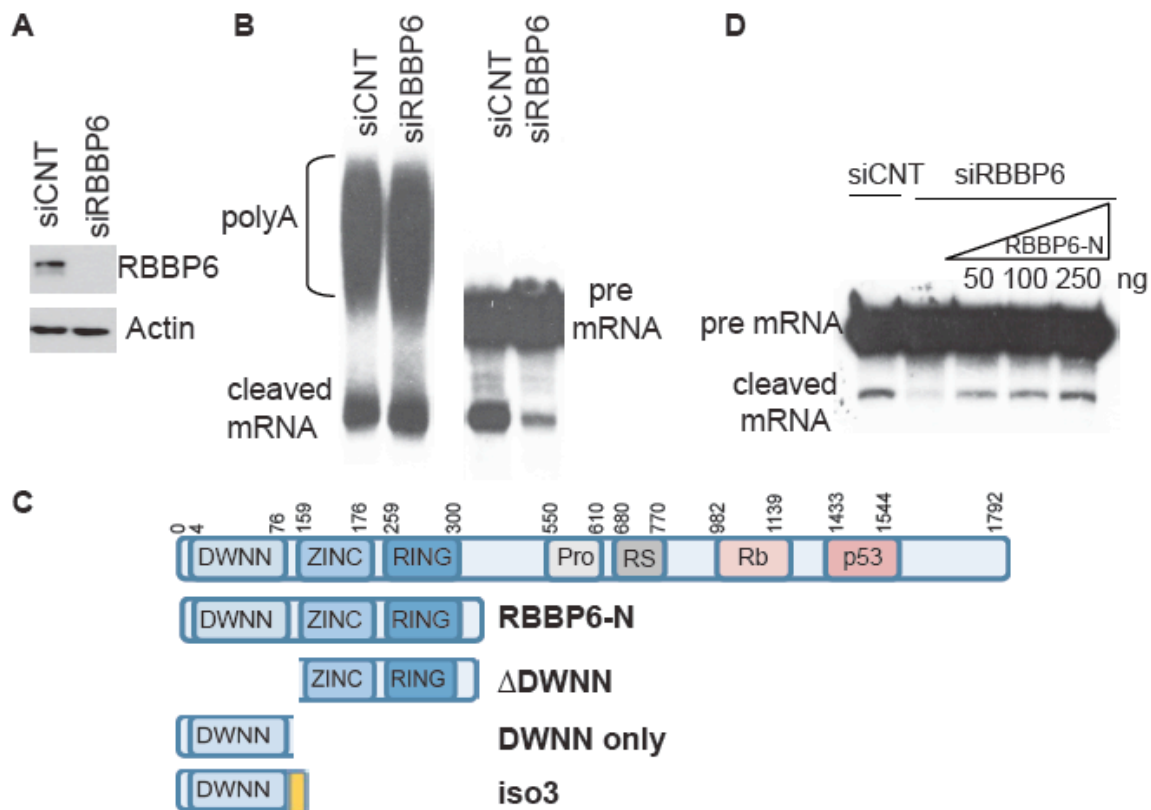 A
siCNT
siRBBP6
RBBP6
Actin
B
siCNT
siRBBP6
siCNT
siRBBP6
polyA
pre
mRNA
cleaved
mRNA
D
siCNT siRBBP6
RBBP6-N
50 100 250 ng
pre mRNA
cleaved
mRNA
C
0 4 76 159 176 259 300 550 610 680 770 982 1139 1433 1544 1792
DWNN ZINC RING Pro RS Rb p53
DWNN ZINC RING RBBP6-N
ZINC RING ΔDWNN
DWNN DWNN only
DWNN iso3